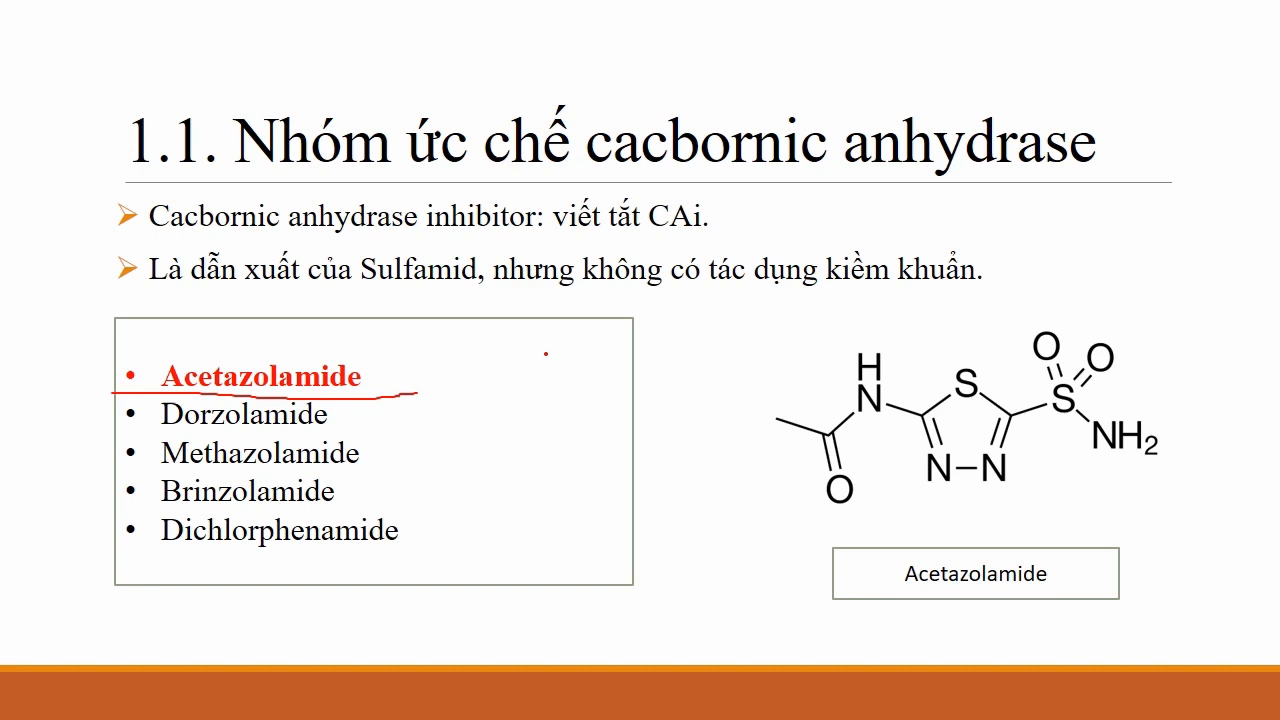 1.1. Nhóm ức chế cacbornic anhydrase
Cacbornic anhydrase inhibitor: viết tắt CAi.
Là dẫn xuất của Sulfamid, nhưng không có tác dụng kiềm khuẩn.
• Acetazolamide
• Dorzolamide
• Methazolamide
• Brinzolamide
• Dichlorphenamide
O
O
H
N
S
S
NH2
N
N
O
Acetazolamide